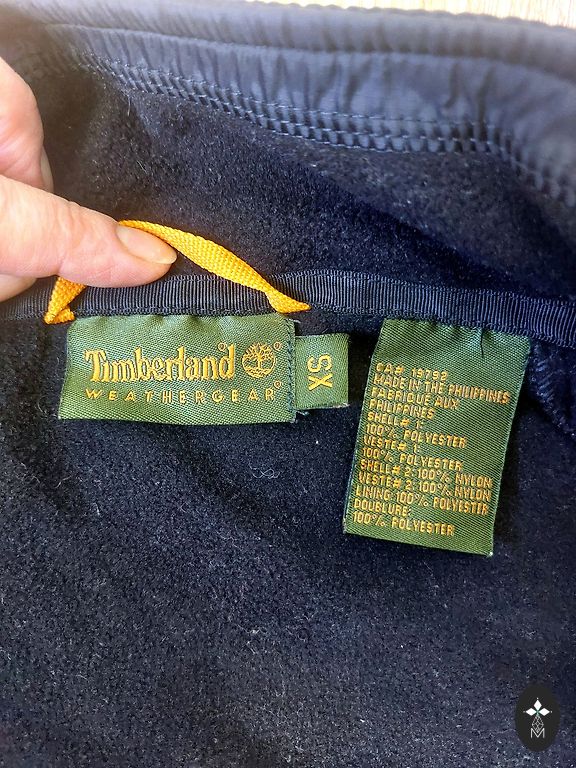 Timberland®
WEATHERGEAR®
XS
CA# 19792
MADE IN THE PHILIPPINES
FABRIQUE AUX
PHILIPPINES
SHELL# 1:
100% POLYESTER
VESTE# 1:
100% POLYESTER
SHELL# 2: 100% NYLON
VESTE# 2: 100% NYLON
LINING: 100% POLYESTER
DOUBLURE:
100% POLYESTER
M